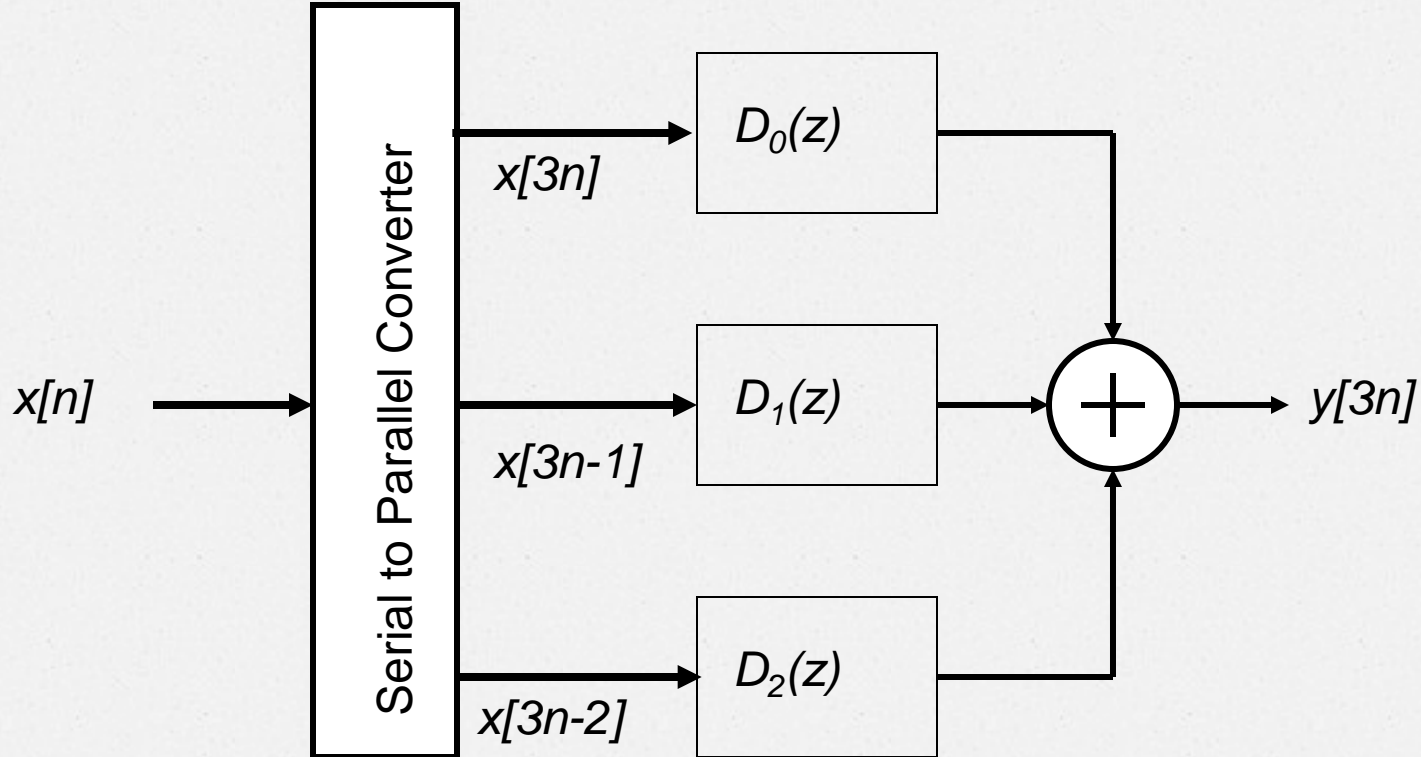 x[n]
Serial to Parallel Converter
x[3n]
D₀(z)
x[3n-1]
D₁(z)
x[3n-2]
D₂(z)
+
y[3n]